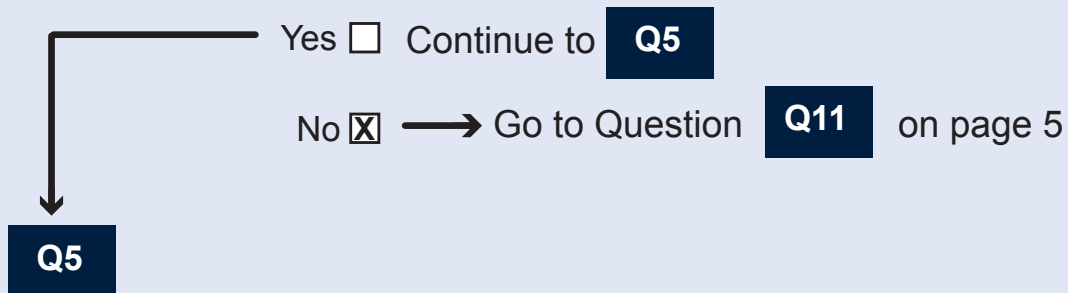 Yes ☐ Continue to Q5
No ☒ Go to Question Q11 on page 5
Q5